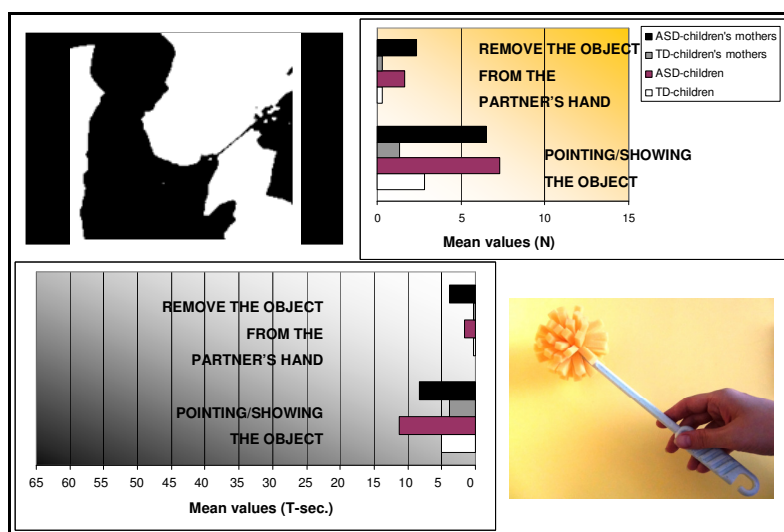 ASD-children's mothers
TD-children's mothers
ASD-children
TD-children
REMOVE THE OBJECT
FROM THE
PARTNER'S HAND
POINTING/SHOWING
THE OBJECT
0 5 10 15
Mean values (N)
REMOVE THE OBJECT
FROM THE
PARTNER'S HAND
POINTING/SHOWING
THE OBJECT
65 60 55 50 45 40 35 30 25 20 15 10 5 0
Mean values (T-sec.)